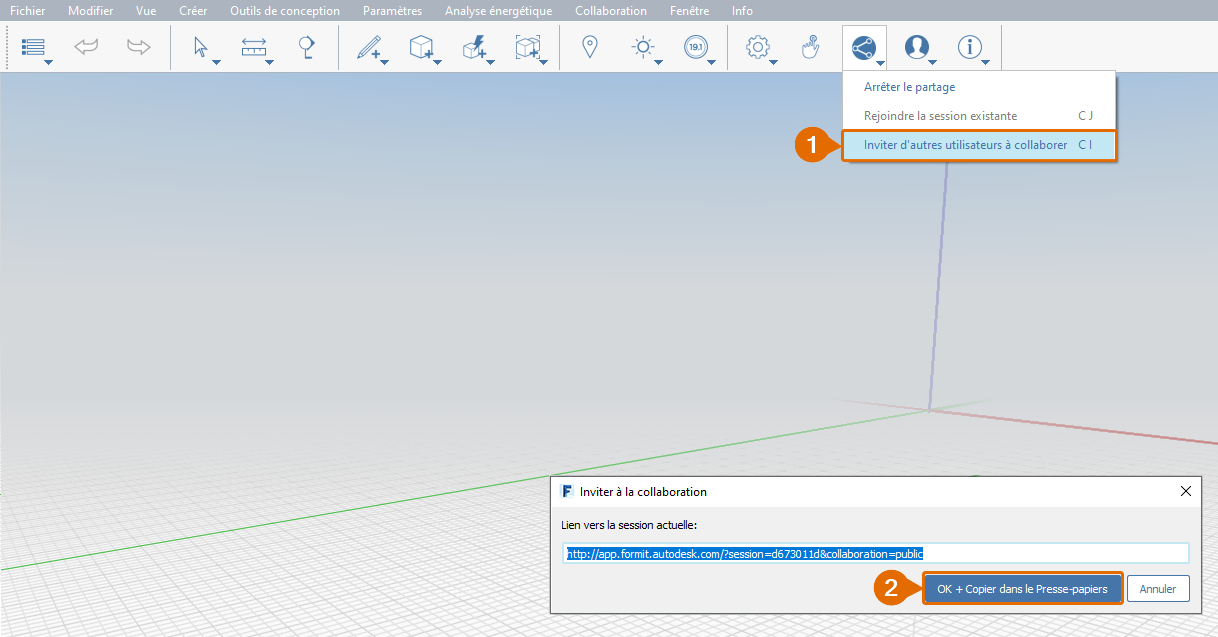 Fichier Modifier Vue Créer Outils de conception Paramètres Analyse énergétique Collaboration Fenêtre Info
19.1
Arrêter le partage
Rejoindre la session existante C J
1 Inviter d'autres utilisateurs à collaborer C I
Inviter à la collaboration
Lien vers la session actuelle:
http://app.formit.autodesk.com/?session=d673011d&collaboration=public
2 OK + Copier dans le Presse-papiers Annuler